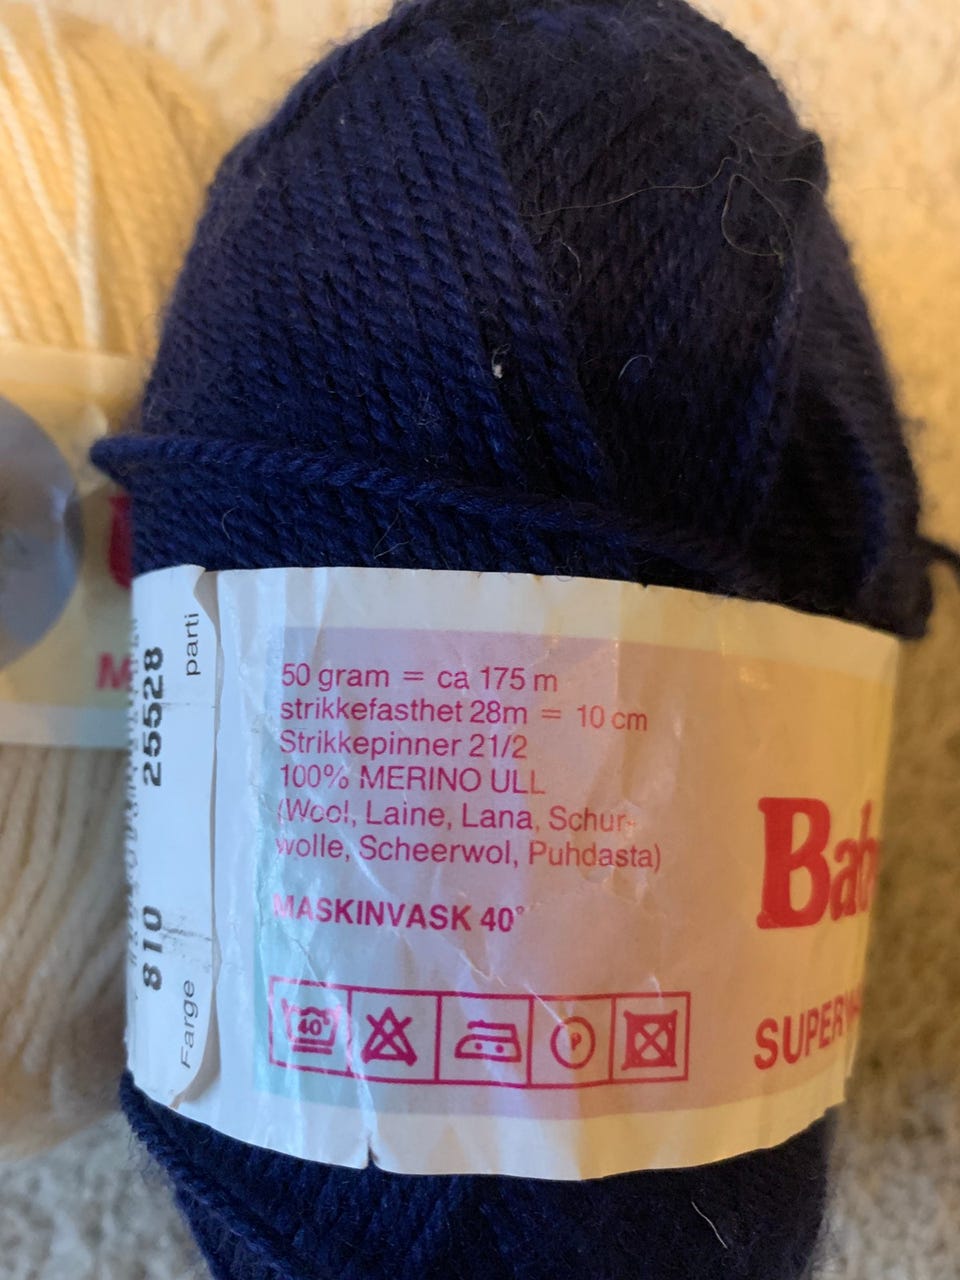 50 gram = ca 175 m
strikkefasthet 28m = 10 cm
Strikkepinner 21/2
100% MERINO ULL
(Wool, Laine, Lana, Schur-
wolle, Scheerwol, Puhdasta)
MASKINVASK 40°
40°
P
parti
25528
Farge
810